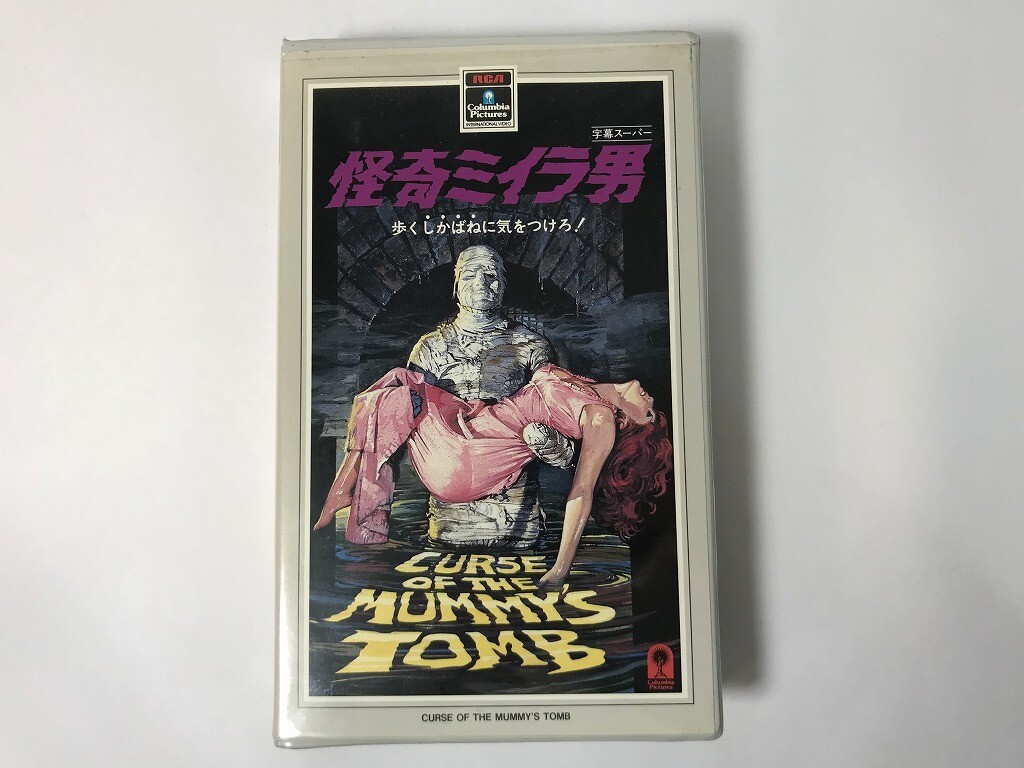 RCA
Columbia
Pictures
INTERNATIONAL VIDEO
字幕スーパー
怪奇ミイラ男
歩くしかばねに気をつけろ!
CURSE
OF THE
MUMMY'S
TOMB
Columbia
Pictures
CURSE OF THE MUMMY'S TOMB